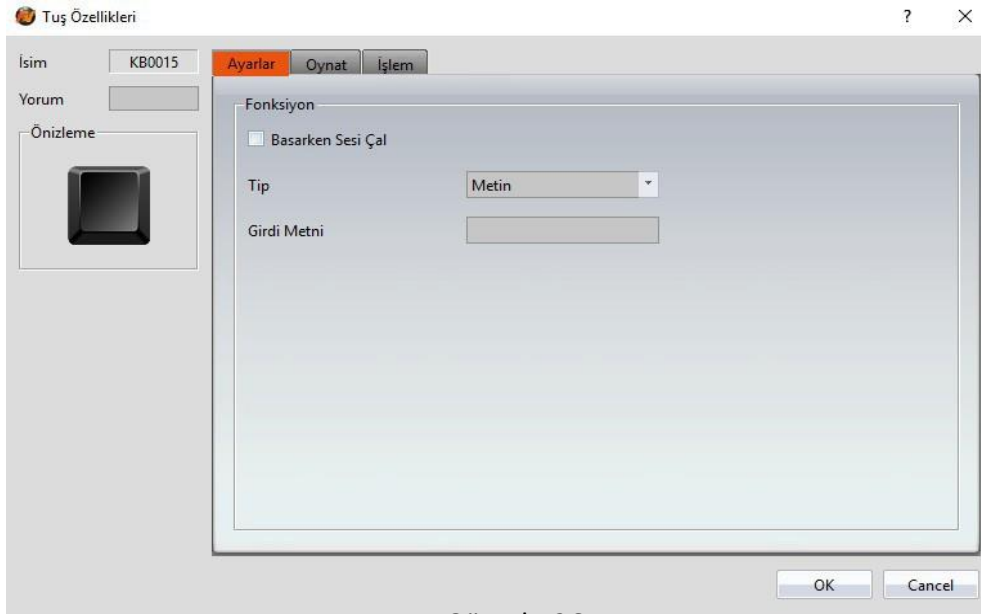 Tuş Özellikleri
?
İsim
KB0015
Yorum
Önizleme
Ayarlar
Oynat
İşlem
Fonksiyon
Basarken Sesi Çal
Tip
Metin
Girdi Metni
OK
Cancel